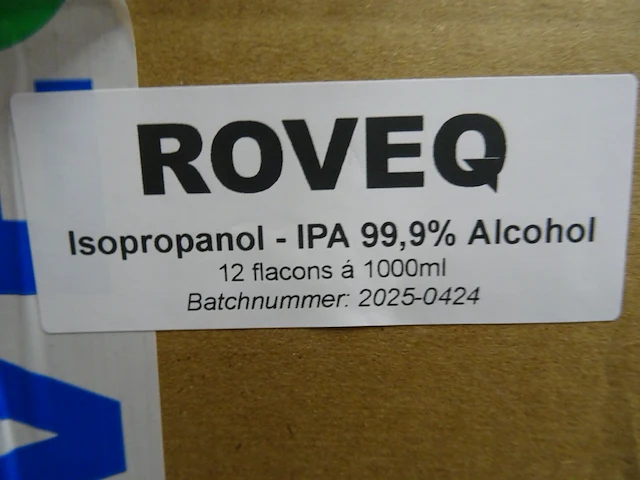 ROVEQ
Isopropanol - IPA 99,9% Alcohol
12 flacons á 1000ml
Batchnummer: 2025-0424